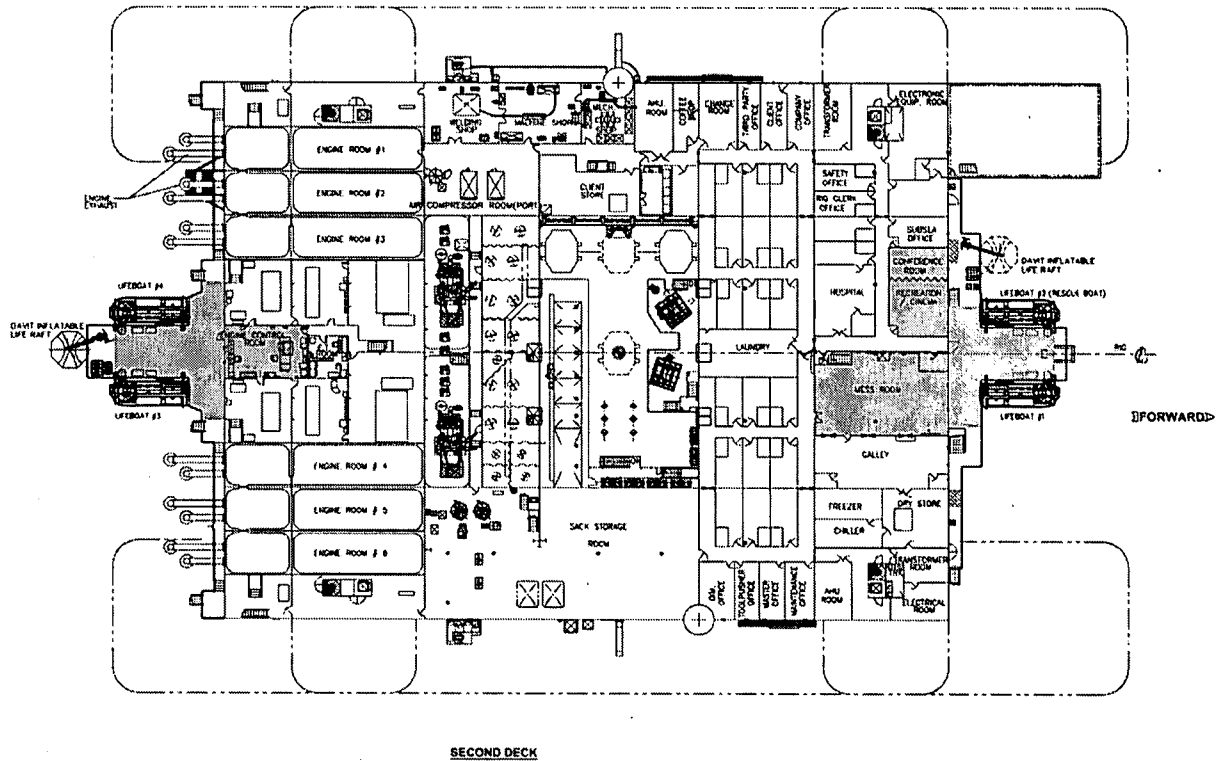 WELDING
SHOP
MACHINE SHOP
MECH
AHU
ROOM
COFFEE
SHOP
CHANGE
ROOM
THIRD PARTY
OFFICE
CLIENT
OFFICE
COMPANY
OFFICE
TRANSFORMER
ROOM
ELECTRONIC
EQUIP. ROOM
ENGINE ROOM #1
ENGINE ROOM #2
ENGINE ROOM #3
ENGINE
EXHAUST
AIR COMPRESSOR ROOM(PORT)
CLIENT
STORE
SAFETY
OFFICE
RIG CLERK
OFFICE
SUBSEA
OFFICE
CONFERENCE
ROOM
RECREATION
CINEMA
DAVIT INFLATABLE
LIFE RAFT
LIFEBOAT #2 (RESCUE BOAT)
HOSPITAL
LIFEBOAT #4
DAVIT INFLATABLE
LIFE RAFT
ENGINE CONTROL
ROOM
LAUNDRY
MESS ROOM
RIG
LIFEBOAT #3
LIFEBOAT #1
FORWARD
GALLEY
ENGINE ROOM # 4
ENGINE ROOM # 5
ENGINE ROOM # 6
FREEZER
DRY STORE
CHILLER
SACK STORAGE
ROOM
OIM
OFFICE
TOOLPUSHER
OFFICE
MASTER
OFFICE
MAINTENANCE
OFFICE
AHU
ROOM
TRANSFORMER
ROOM
ELECTRICAL
ROOM
SECOND DECK